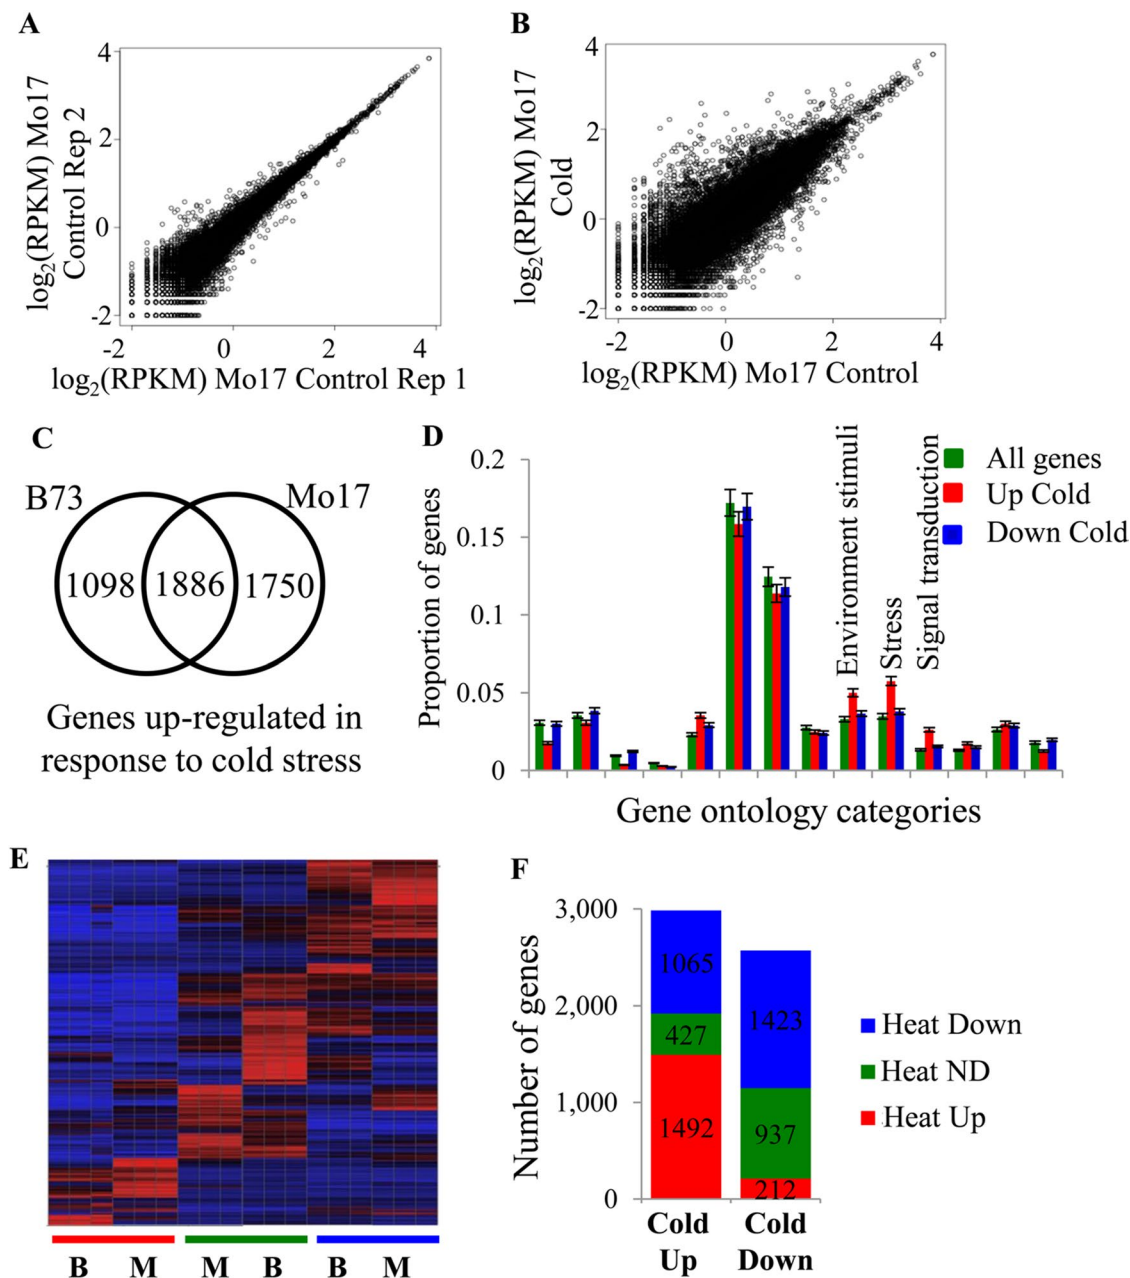 A
4
2
0
-2
log2(RPKM) Mo17
Control Rep 2
-2 0 2 4
log2(RPKM) Mo17 Control Rep 1
B
4
2
0
-2
log2(RPKM) Mo17
Cold
-2 0 2 4
log2(RPKM) Mo17 Control
C
B73 Mo17
1098 1886 1750
Genes up-regulated in
response to cold stress
D
0.2
0.15
0.1
0.05
0
Proportion of genes
Environment stimuli
Stress
Signal transduction
All genes
Up Cold
Down Cold
Gene ontology categories
E
B M M B B M
F
3,000
2,000
1,000
0
Number of genes
1065
427
1492
1423
937
212
Heat Down
Heat ND
Heat Up
Cold Cold
Up Down